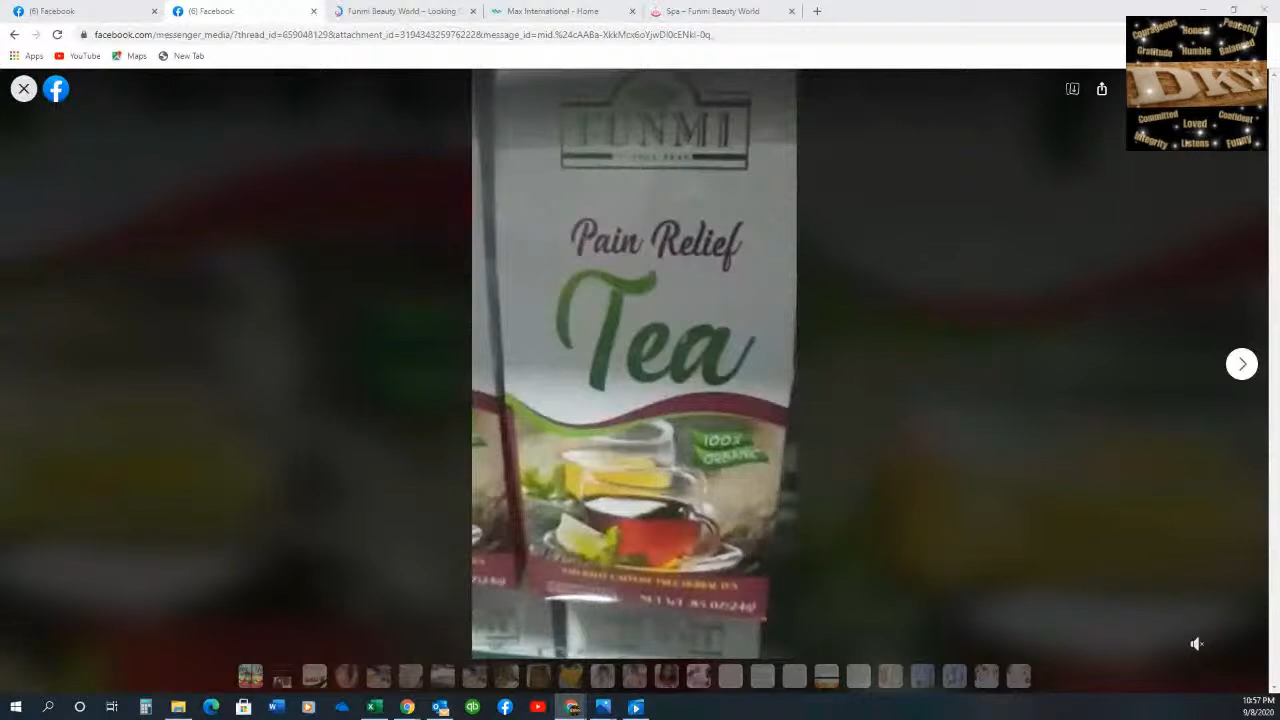 (6) Facebook
(6) Facebook
Funmi Beauty World – Looking
Max International - Home
Spa – Funmi Beauty World
Apps
YouTube
Maps
New Tab
Courageous
Honest
Peaceful
Gratitude
Humble
Balanced
DKY
Committed
Loved
Confident
Integrity
Listens
Funny
FUNMI
Pain Relief
Tea
100%
ORGANIC
10:57 PM
9/8/2020